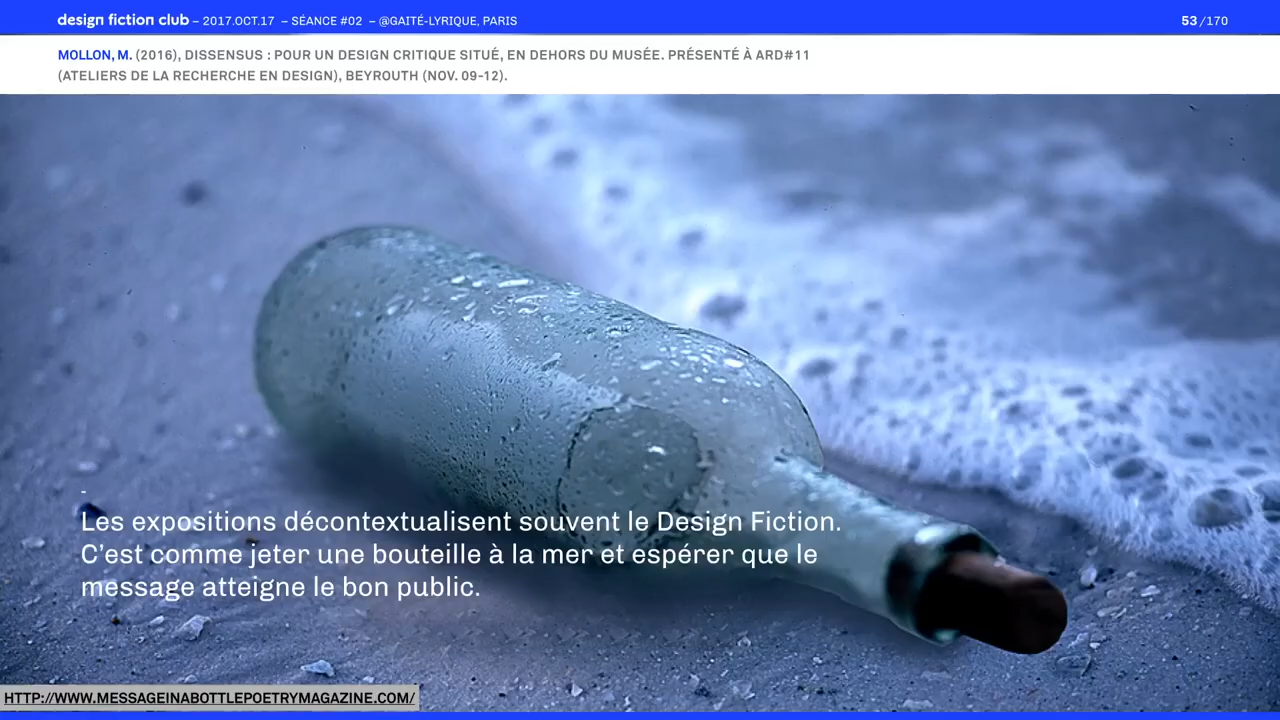 design fiction club – 2017.OCT.17 – SÉANCE #02 – @GAITÉ-LYRIQUE, PARIS
53/170
MOLLON, M. (2016), DISSENSUS : POUR UN DESIGN CRITIQUE SITUÉ, EN DEHORS DU MUSÉE. PRÉSENTÉ À ARD#11
(ATELIERS DE LA RECHERCHE EN DESIGN), BEYROUTH (NOV. 09-12).
-
Les expositions décontextualisent souvent le Design Fiction.
C'est comme jeter une bouteille à la mer et espérer que le
message atteigne le bon public.
HTTP://WWW.MESSAGEINABOTTLEPOETRYMAGAZINE.COM/